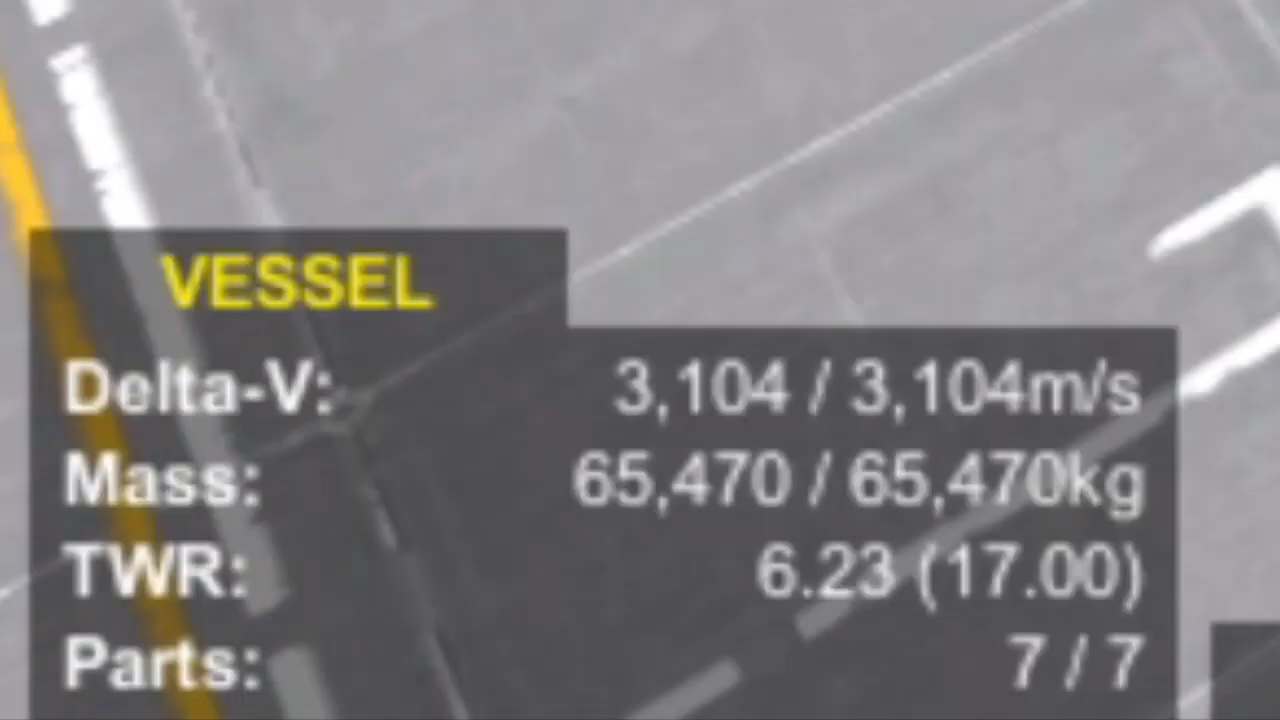 VESSEL
Delta-V: 3,104 / 3,104m/s
Mass: 65,470 / 65,470kg
TWR: 6.23 (17.00)
Parts: 7 / 7